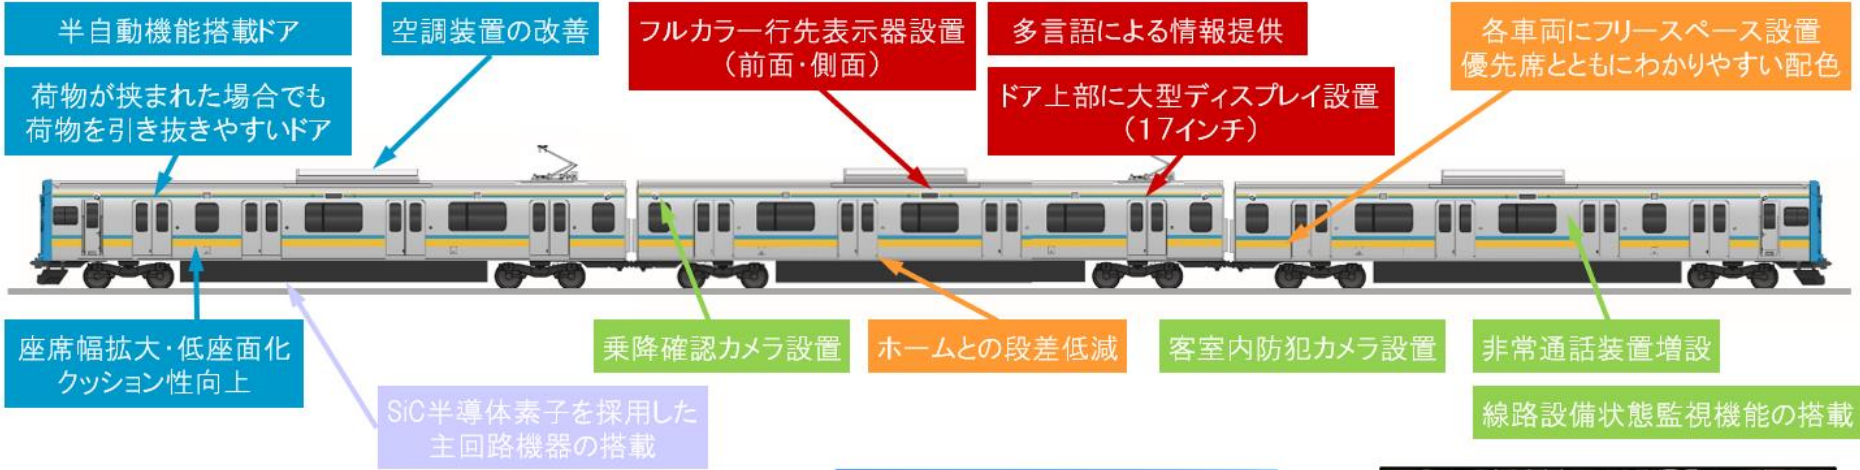 半自動機能搭載ドア
空調装置の改善
フルカラー行先表示器設置
（前面・側面）
多言語による情報提供
各車両にフリースペース設置
優先席とともにわかりやすい配色
荷物が挟まれた場合でも
荷物を引き抜きやすいドア
ドア上部に大型ディスプレイ設置
（17インチ）
座席幅拡大・低座面化
クッション性向上
乗降確認カメラ設置
ホームとの段差低減
客室内防犯カメラ設置
非常通話装置増設
SiC半導体素子を採用した
主回路機器の搭載
線路設備状態監視機能の搭載